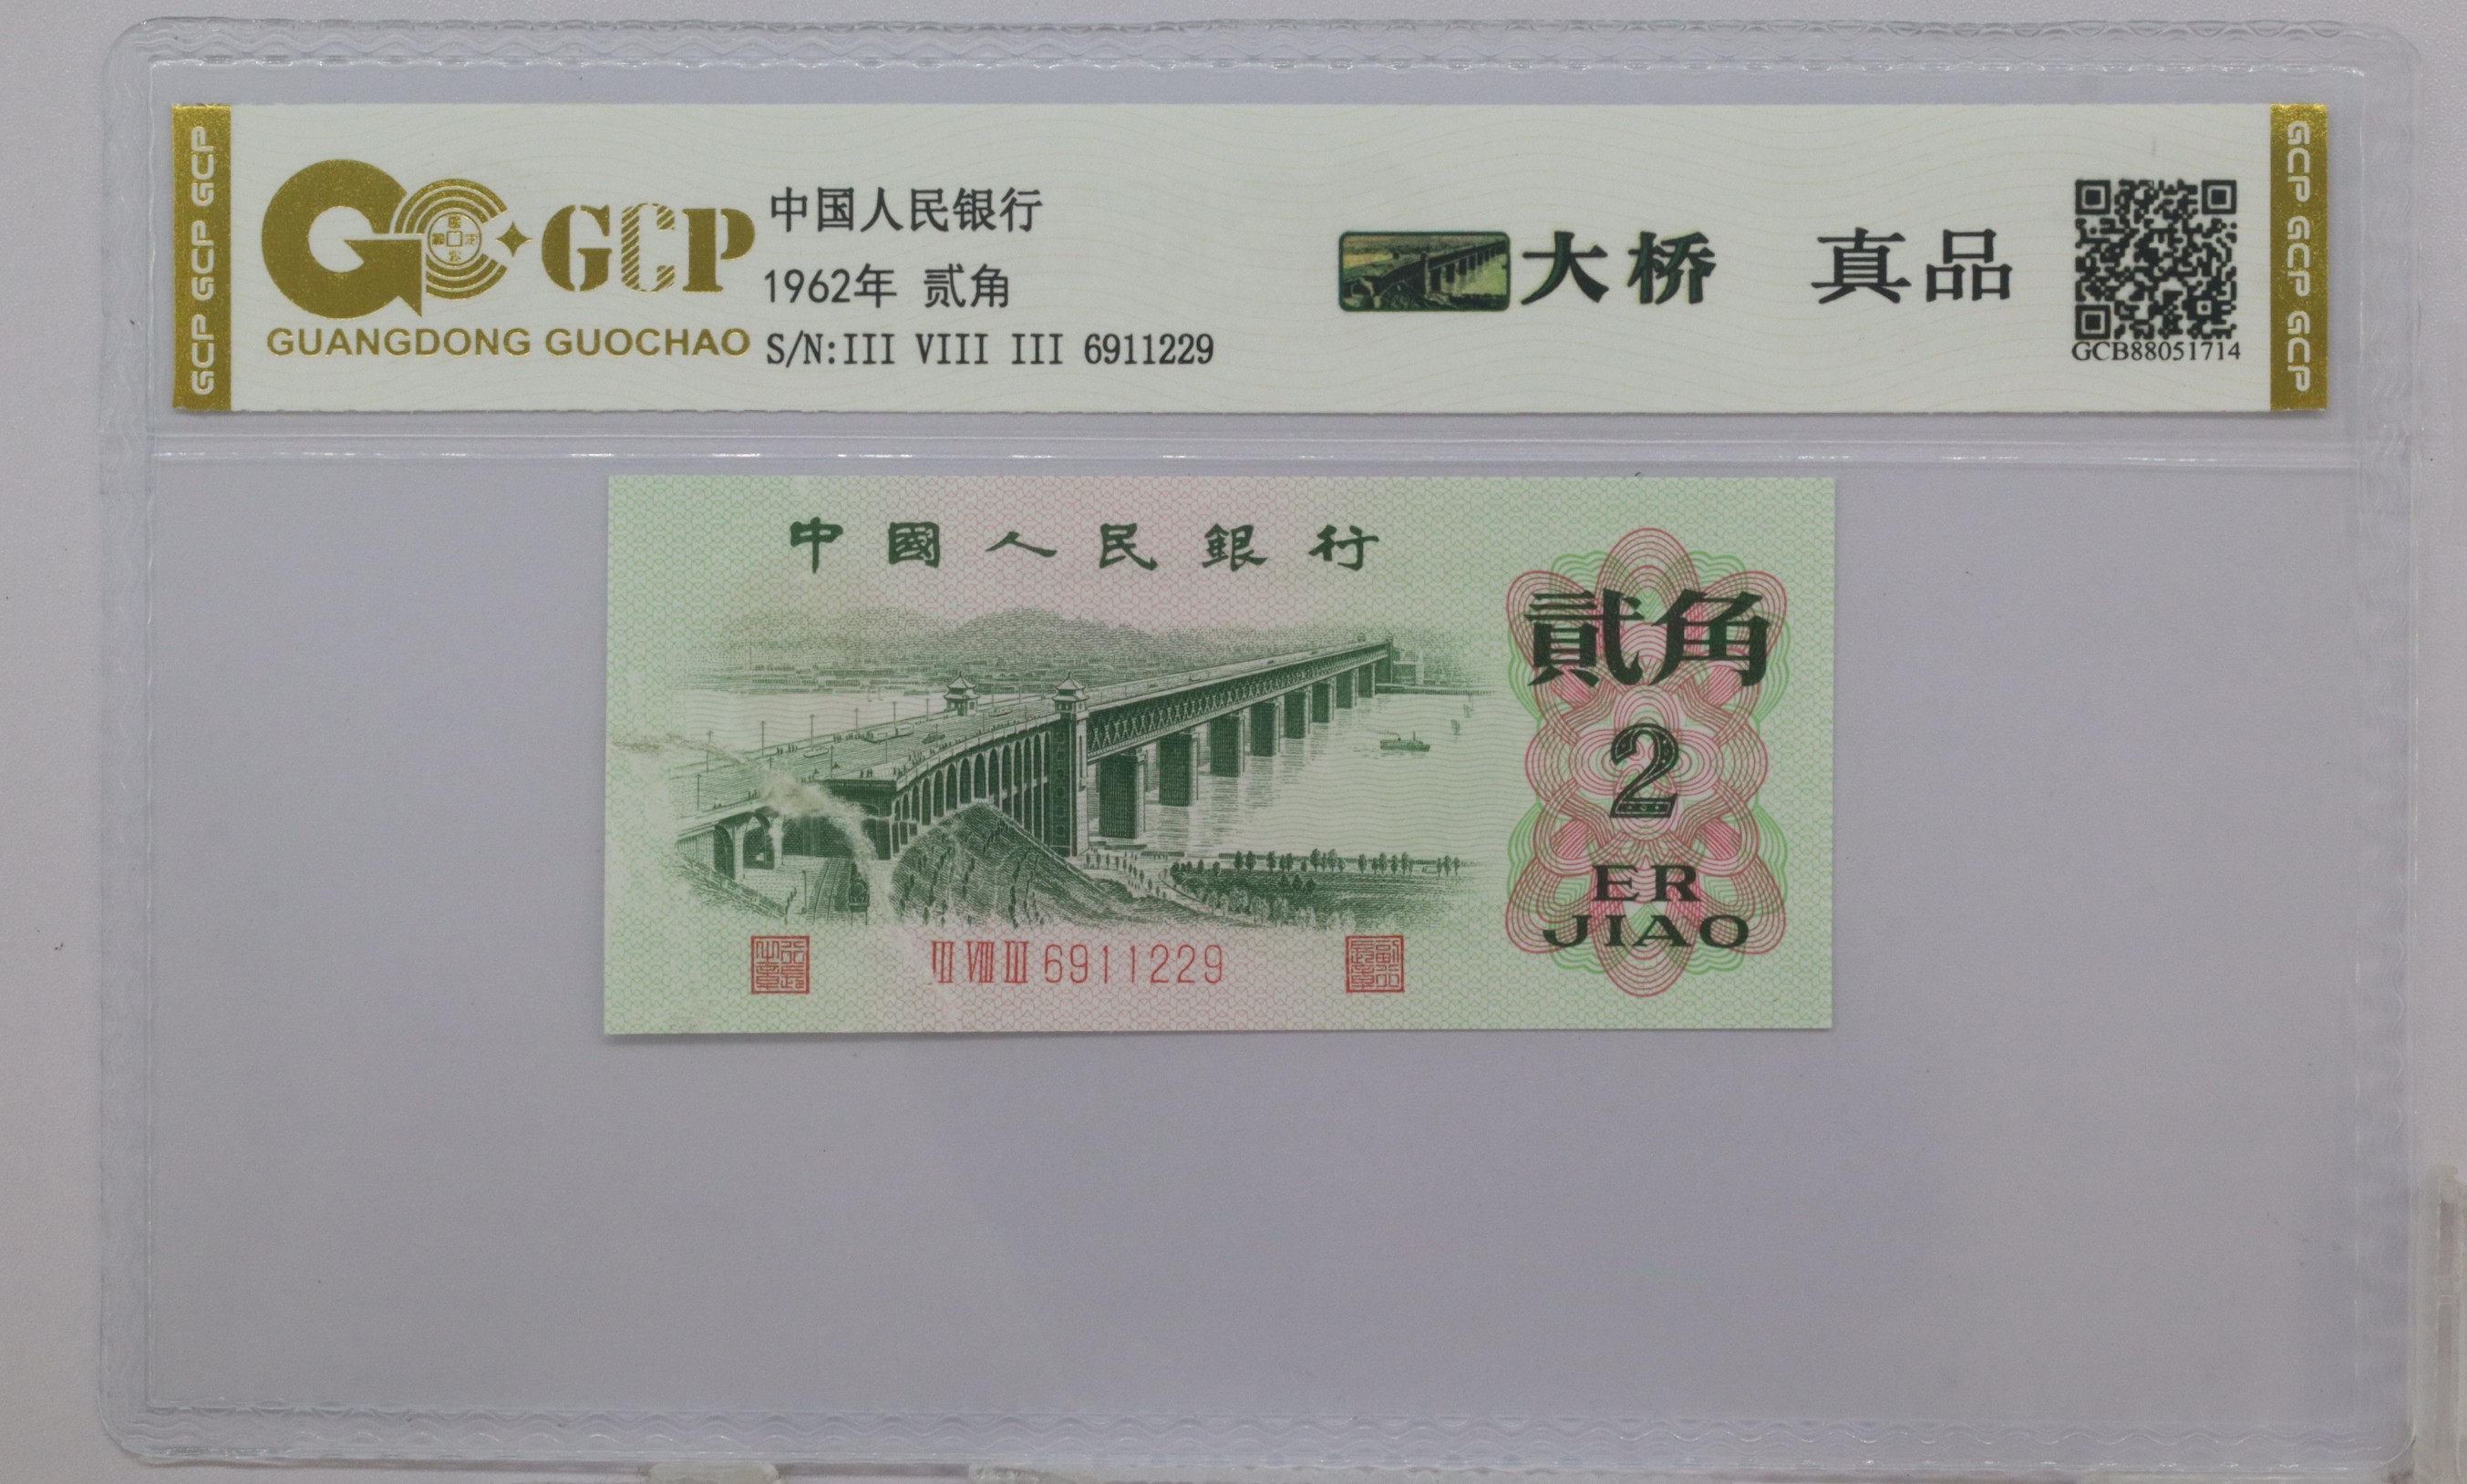 GCP GCP GCP
GCP
GUANGDONG GUOCHAO
中国人民银行
1962年 贰角
S/N:III VIII III 6911229
大桥 真品
GCB88051714
GCP GCP GCP
中國人民銀行
貳角
2
ER
JIAO
III VIII III 6911229